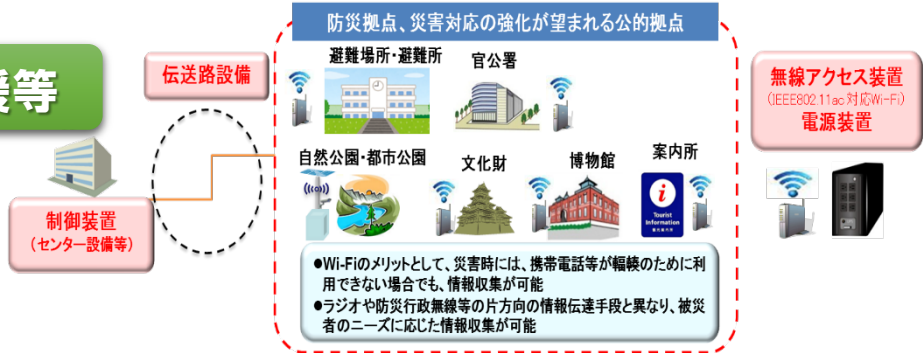 防災拠点、災害対応の強化が望まれる公的拠点
援等
伝送路設備
避難場所・避難所
官公署
無線アクセス装置
(IEEE802.11ac対応Wi-Fi)
電源装置
自然公園・都市公園
文化財
博物館
案内所
制御装置
(センター設備等)
i
Tourist
Information
●Wi-Fiのメリットとして、災害時には、携帯電話等が輻輳のために利
用できない場合でも、情報収集が可能
●ラジオや防災行政無線等の片方向の情報伝達手段と異なり、被災
者のニーズに応じた情報収集が可能